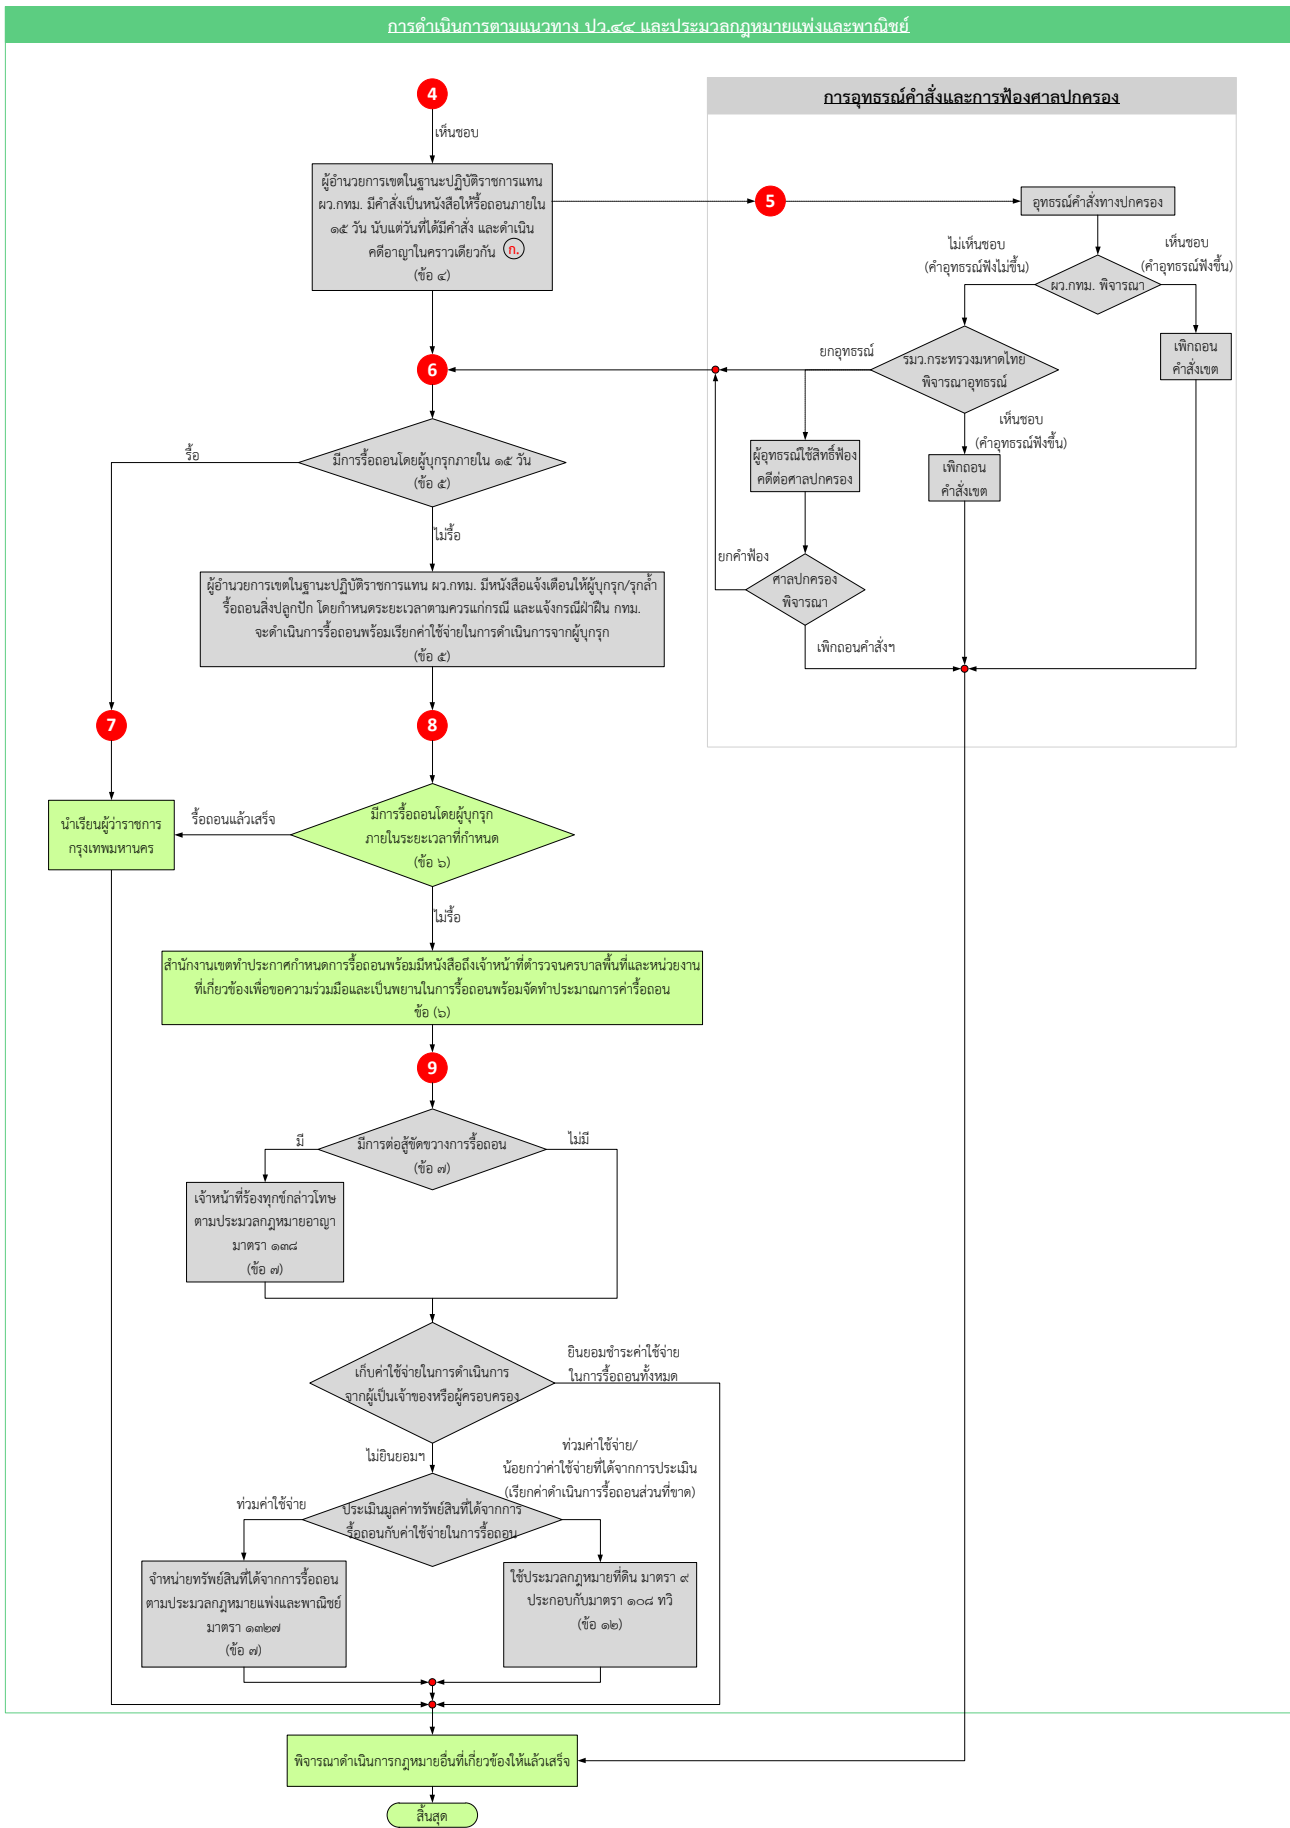 การดำเนินการตามแนวทาง ปว.๔๔ และประมวลกฎหมายแพ่งและพาณิชย์
4
เห็นชอบ
ผู้อำนวยการเขตในฐานะปฏิบัติราชการแทน
ผว.กทม. มีคำสั่งเป็นหนังสือให้รื้อถอนภายใน
๑๕ วัน นับแต่วันที่ได้มีคำสั่ง และดำเนิน
คดีอาญาในคราวเดียวกัน ก.
(ข้อ ๔)
การอุทธรณ์คำสั่งและการฟ้องศาลปกครอง
5
อุทธรณ์คำสั่งทางปกครอง
ไม่เห็นชอบ
(คำอุทธรณ์ฟังไม่ขึ้น)
เห็นชอบ
(คำอุทธรณ์ฟังขึ้น)
ผว.กทม. พิจารณา
เพิกถอน
คำสั่งเขต
รมว.กระทรวงมหาดไทย
พิจารณาอุทธรณ์
ยกอุทธรณ์
เห็นชอบ
(คำอุทธรณ์ฟังขึ้น)
เพิกถอน
คำสั่งเขต
ผู้อุทธรณ์ใช้สิทธิ์ฟ้อง
คดีต่อศาลปกครอง
ยกคำฟ้อง
ศาลปกครอง
พิจารณา
เพิกถอนคำสั่งฯ
6
มีการรื้อถอนโดยผู้บุกรุกภายใน ๑๕ วัน
(ข้อ ๕)
รื้อ
ไม่รื้อ
ผู้อำนวยการเขตในฐานะปฏิบัติราชการแทน ผว.กทม. มีหนังสือแจ้งเตือนให้ผู้บุกรุก/รุกล้ำ
รื้อถอนสิ่งปลูกปัก โดยกำหนดระยะเวลาตามควรแก่กรณี และแจ้งกรณีฝ่าฝืน กทม.
จะดำเนินการรื้อถอนพร้อมเรียกค่าใช้จ่ายในการดำเนินการจากผู้บุกรุก
(ข้อ ๕)
7
8
นำเรียนผู้ว่าราชการ
กรุงเทพมหานคร
รื้อถอนแล้วเสร็จ
มีการรื้อถอนโดยผู้บุกรุก
ภายในระยะเวลาที่กำหนด
(ข้อ ๖)
ไม่รื้อ
สำนักงานเขตทำประกาศกำหนดการรื้อถอนพร้อมมีหนังสือถึงเจ้าหน้าที่ตำรวจนครบาลพื้นที่และหน่วยงาน
ที่เกี่ยวข้องเพื่อขอความร่วมมือและเป็นพยานในการรื้อถอนพร้อมจัดทำประมาณการค่ารื้อถอน
ข้อ (๖)
9
มี
มีการต่อสู้ขัดขวางการรื้อถอน
(ข้อ ๗)
ไม่มี
เจ้าหน้าที่ร้องทุกข์กล่าวโทษ
ตามประมวลกฎหมายอาญา
มาตรา ๑๓๘
(ข้อ ๗)
เก็บค่าใช้จ่ายในการดำเนินการ
จากผู้เป็นเจ้าของหรือผู้ครอบครอง
ยินยอมชำระค่าใช้จ่าย
ในการรื้อถอนทั้งหมด
ไม่ยินยอมฯ
ท่วมค่าใช้จ่าย/
น้อยกว่าค่าใช้จ่ายที่ได้จากการประเมิน
(เรียกค่าดำเนินการรื้อถอนส่วนที่ขาด)
ท่วมค่าใช้จ่าย
ประเมินมูลค่าทรัพย์สินที่ได้จากการ
รื้อถอนกับค่าใช้จ่ายในการรื้อถอน
จำหน่ายทรัพย์สินที่ได้จากการรื้อถอน
ตามประมวลกฎหมายแพ่งและพาณิชย์
มาตรา ๑๓๒๗
(ข้อ ๗)
ใช้ประมวลกฎหมายที่ดิน มาตรา ๙
ประกอบกับมาตรา ๑๐๘ ทวิ
(ข้อ ๑๒)
พิจารณาดำเนินการกฎหมายอื่นที่เกี่ยวข้องให้แล้วเสร็จ
สิ้นสุด